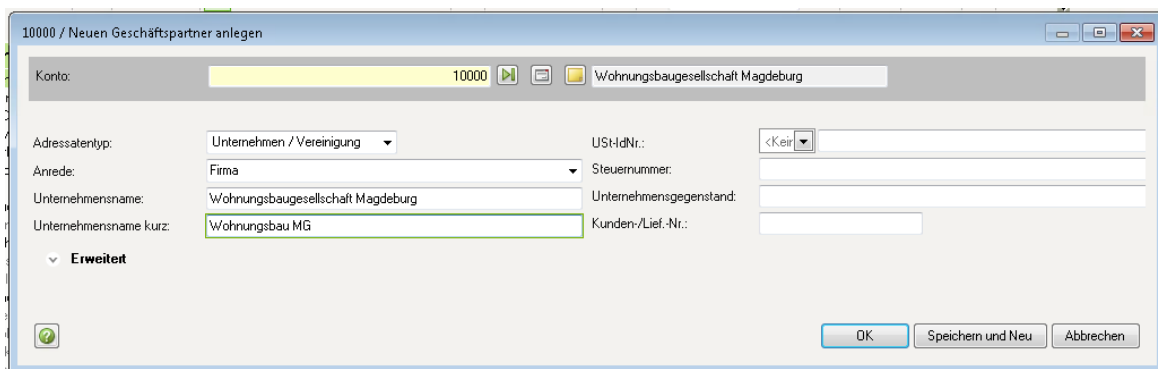 10000 / Neuen Geschäftspartner anlegen
Konto: 10000 Wohnungsbaugesellschaft Magdeburg
Adressatentyp: Unternehmen / Vereinigung USt-IdNr.: <Keir
Anrede: Firma Steuernummer:
Unternehmensname: Wohnungsbaugesellschaft Magdeburg Unternehmensgegenstand:
Unternehmensname kurz: Wohnungsbau MG Kunden-/Lief.-Nr.:
Erweitert
OK Speichern und Neu Abbrechen